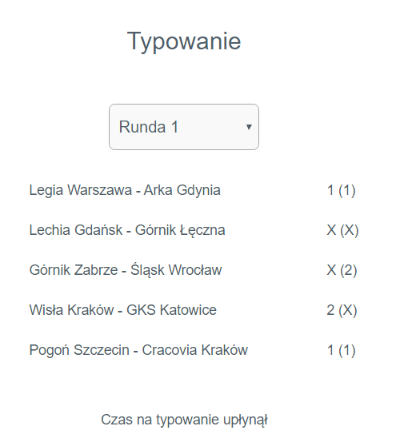 Typowanie
Runda 1
Legia Warszawa - Arka Gdynia 1 (1)
Lechia Gdańsk - Górnik Łęczna X (X)
Górnik Zabrze - Śląsk Wrocław X (2)
Wisła Kraków - GKS Katowice 2 (X)
Pogoń Szczecin - Cracovia Kraków 1 (1)
Czas na typowanie upłynął